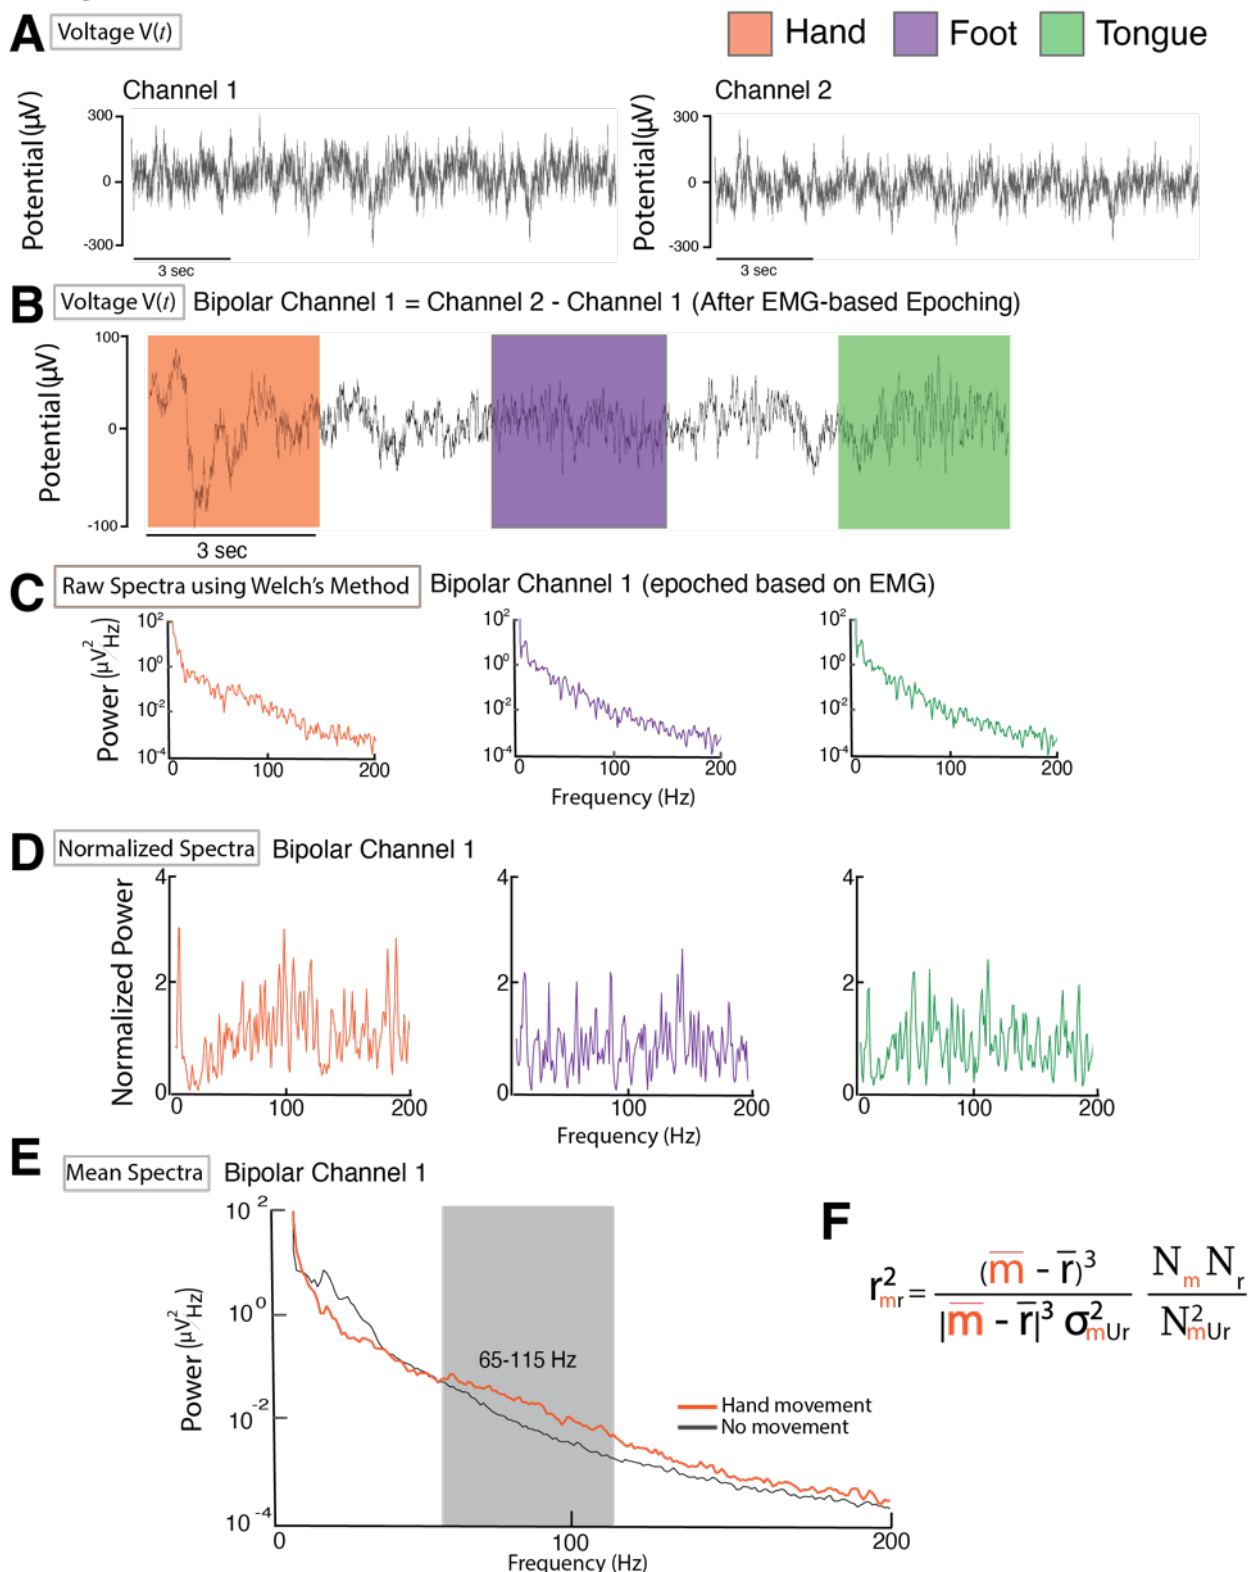 A Voltage V(t)
Hand Foot Tongue
Channel 1
Channel 2
Potential (μV)
300
0
-300
3 sec
Potential (μV)
300
0
-300
3 sec
B Voltage V(t) Bipolar Channel 1 = Channel 2 - Channel 1 (After EMG-based Epoching)
Potential (μV)
100
0
-100
3 sec
C Raw Spectra using Welch's Method Bipolar Channel 1 (epoched based on EMG)
Power (μV²/Hz)
10² 10⁰ 10⁻² 10⁻⁴
0 100 200
10² 10⁰ 10⁻² 10⁻⁴
0 100 200
10² 10⁰ 10⁻² 10⁻⁴
0 100 200
Frequency (Hz)
D Normalized Spectra Bipolar Channel 1
Normalized Power
4 2 0
0 100 200
4 2 0
100 200
4 2 0
0 100 200
Frequency (Hz)
E Mean Spectra Bipolar Channel 1
Power (μV²/Hz)
10² 10⁰ 10⁻² 10⁻⁴
65-115 Hz
Hand movement
No movement
0 100 200
Frequency (Hz)
F
r²mr = (m̅ - r̅)³ / |m̅ - r̅|³ σ²mUr NmNr / N²mUr